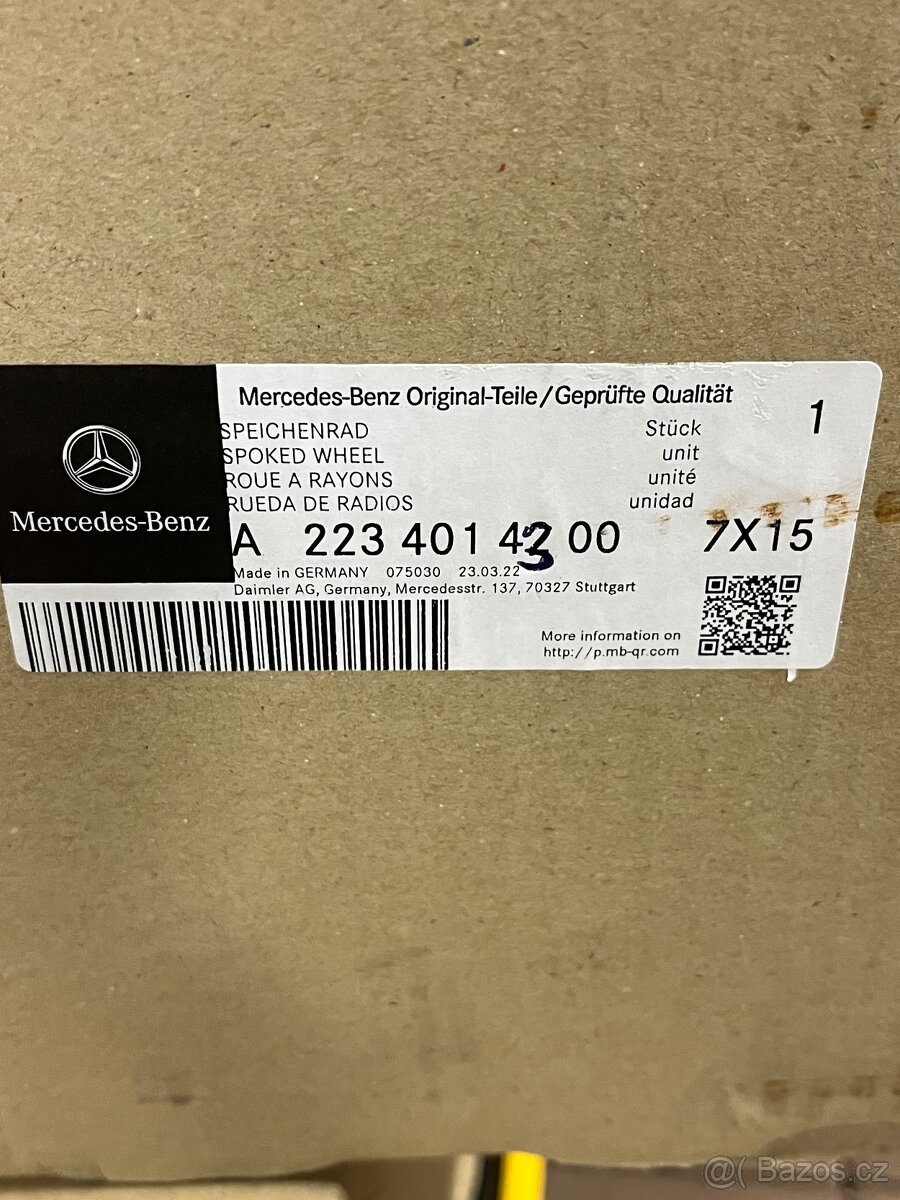 Mercedes-Benz Original-Teile/Geprüfte Qualität
SPEICHENRAD Stück 1
SPOKED WHEEL unit
ROUE A RAYONS unité
RUEDA DE RADIOS unidad
Mercedes-Benz
A 223 401 43 00 7X15
Made in GERMANY 075030 23.03.22
Daimler AG, Germany, Mercedesstr. 137, 70327 Stuttgart
More information on
http://p.mb-qr.com
@( Bazos.cz